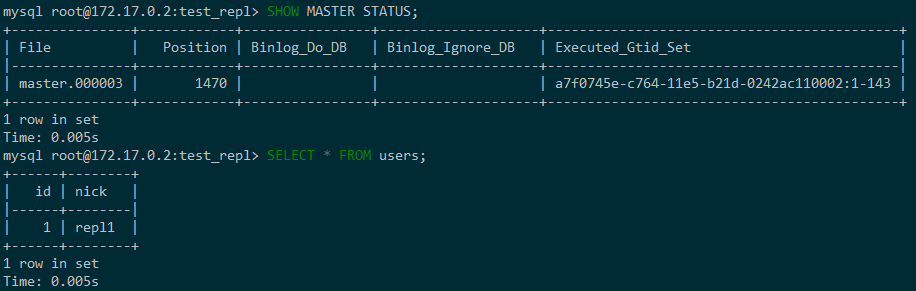 mysql root@172.17.0.2:test_repl> SHOW MASTER STATUS;
+---------------+------------+----------------+--------------------+--------------------------------------------+
| File          |   Position | Binlog_Do_DB   | Binlog_Ignore_DB   | Executed_Gtid_Set                          |
|---------------+------------+----------------+--------------------+--------------------------------------------|
| master.000003 |       1470 |                |                    | a7f0745e-c764-11e5-b21d-0242ac110002:1-143 |
+---------------+------------+----------------+--------------------+--------------------------------------------+
1 row in set
Time: 0.005s
mysql root@172.17.0.2:test_repl> SELECT * FROM users;
+------+--------+
|   id | nick   |
|------+--------|
|    1 | repl1  |
+------+--------+
1 row in set
Time: 0.005s